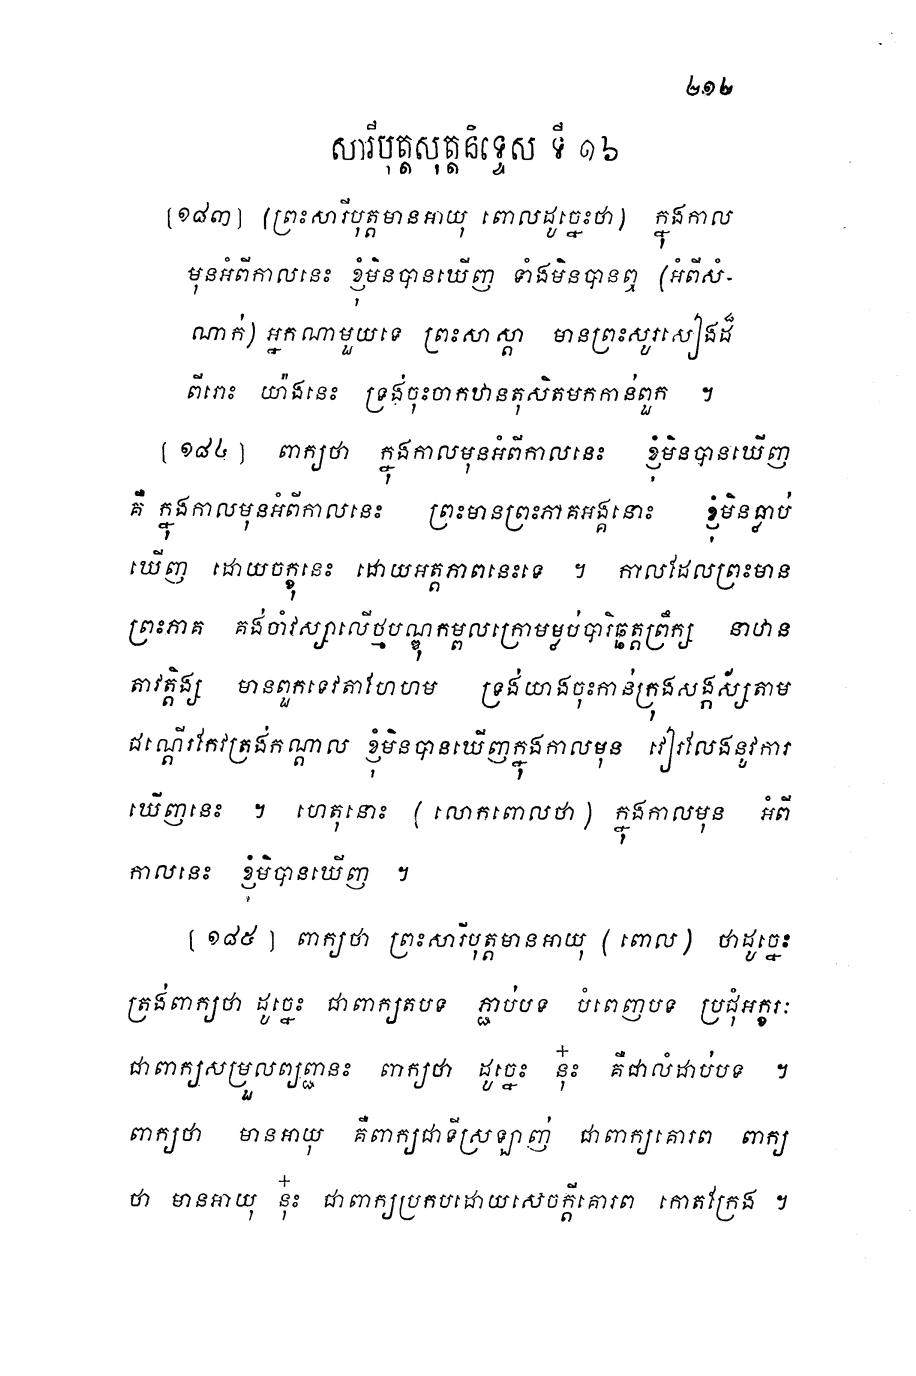 ២១២
សារីបុត្តសុត្តនិទ្ទេស ទី ១៦
[១៨៣] (ព្រះសារីបុត្តមានអាយុ ពោលដូច្នេះថា) ក្នុងកាល
មុនអំពីកាលនេះ ខ្ញុំមិនបានឃើញ ទាំងមិនបានឮ (អំពីសំ-
ណាក់) អ្នកណាមួយទេ ព្រះសាស្តា មានព្រះសូរសៀងដ៏
ពីរោះ យ៉ាងនេះ ទ្រង់ចុះចាកឋានតុសិតមកកាន់ពួក ។
[១៨៤] ពាក្យថា ក្នុងកាលមុនអំពីកាលនេះ ខ្ញុំមិនបានឃើញ
គឺ ក្នុងកាលមុនអំពីកាលនេះ ព្រះមានព្រះភាគអង្គនោះ ខ្ញុំមិនធ្លាប់
ឃើញ ដោយចក្ខុនេះ ដោយអត្តភាពនេះទេ ។ កាលដែលព្រះមាន
ព្រះភាគ គង់ចាំវស្សាលើថ្មបណ្ឌុកម្ពលក្រោមម្លប់បារិច្ឆត្តព្រឹក្ស នាឋាន
តាវត្តិង្ស មានពួកទេវតាហែហម ទ្រង់យាងចុះកាន់ក្រុងសង្កស្ស័តាម
ដណ្តើរកែវត្រង់កណ្តាល ខ្ញុំមិនបានឃើញក្នុងកាលមុន វៀរលែងនូវការ
ឃើញនេះ ។ ហេតុនោះ (លោកពោលថា) ក្នុងកាលមុន អំពី
កាលនេះ ខ្ញុំមិបានឃើញ ។
[១៨៥] ពាក្យថា ព្រះសារីបុត្តមានអាយុ (ពោល) ថាដូច្នេះ
ត្រង់ពាក្យថា ដូច្នេះ ជាពាក្យតបទ ភ្ជាប់បទ បំពេញបទ ប្រជុំអក្ខរៈ
ជាពាក្យសម្រួលព្យញ្ជនះ ពាក្យថា ដូច្នេះ នុ៎ះ គឺជាលំដាប់បទ ។
ពាក្យថា មានអាយុ គឺពាក្យជាទីស្រឡាញ់ ជាពាក្យគោរព ពាក្យ
ថា មានអាយុ នុ៎ះ ជាពាក្យប្រកបដោយសេចក្តីគោរព កោតក្រែង ។